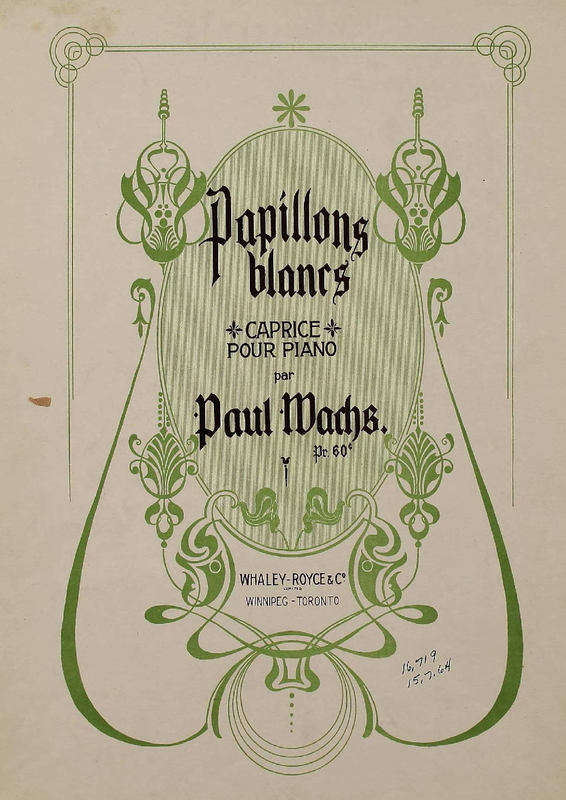 Papillons
blancs
CAPRICE
POUR PIANO
par
Paul Wachs.
Pr. 60¢
WHALEY-ROYCE & Cº
LIMITED
WINNIPEG - TORONTO
16,719
15.7.64